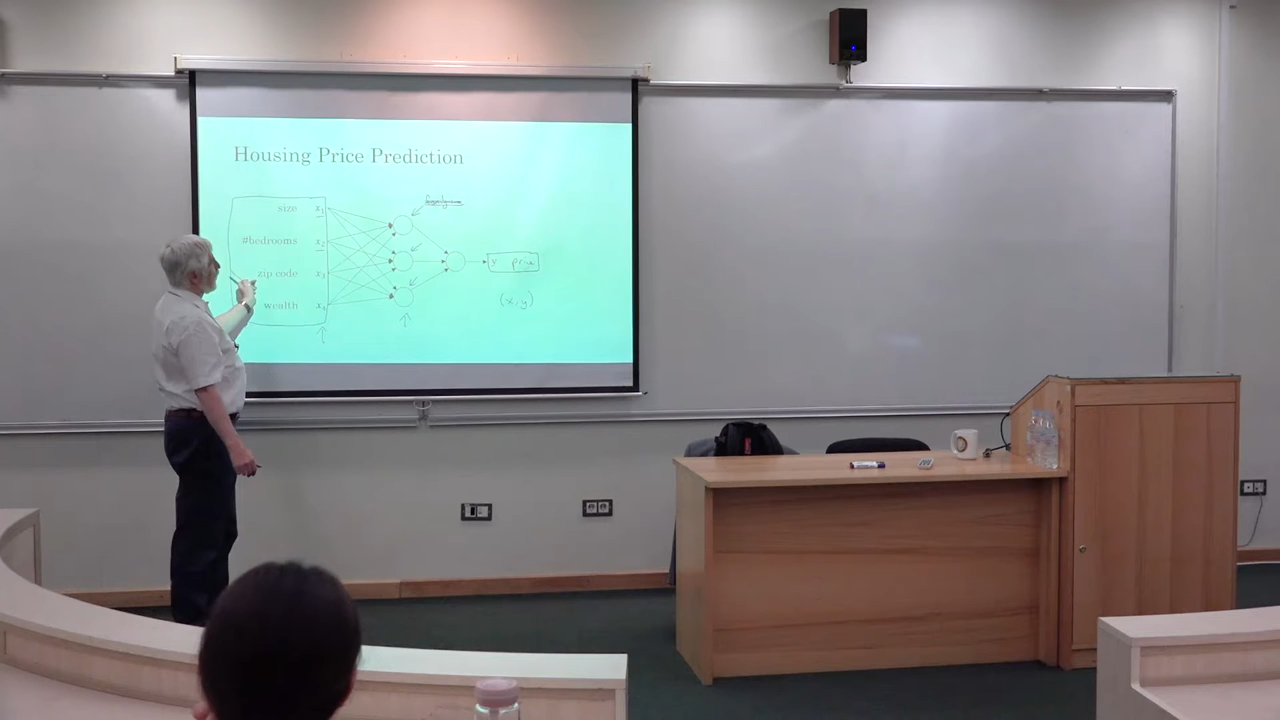 Housing Price Prediction
size x₁
#bedrooms x₂
zip code x₃
wealth x₄
y price
(x, y)